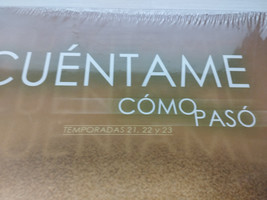 CUÉNTAME
CÓMO PASÓ
TEMPORADAS 21, 22 y 23